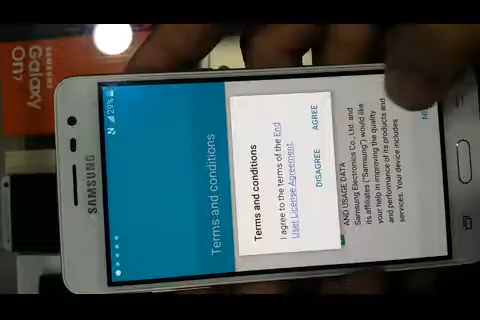 SAMSUNG
Galaxy
On7
SAMSUNG
N 29%
Terms and conditions
Terms and conditions
I agree to the terms of the End
User License Agreement.
DISAGREE AGREE
AND USAGE DATA
Samsung Electronics Co., Ltd. and
its affiliates ("Samsung") would like
your help in improving the quality
and performance of its products and
services. Your device includes